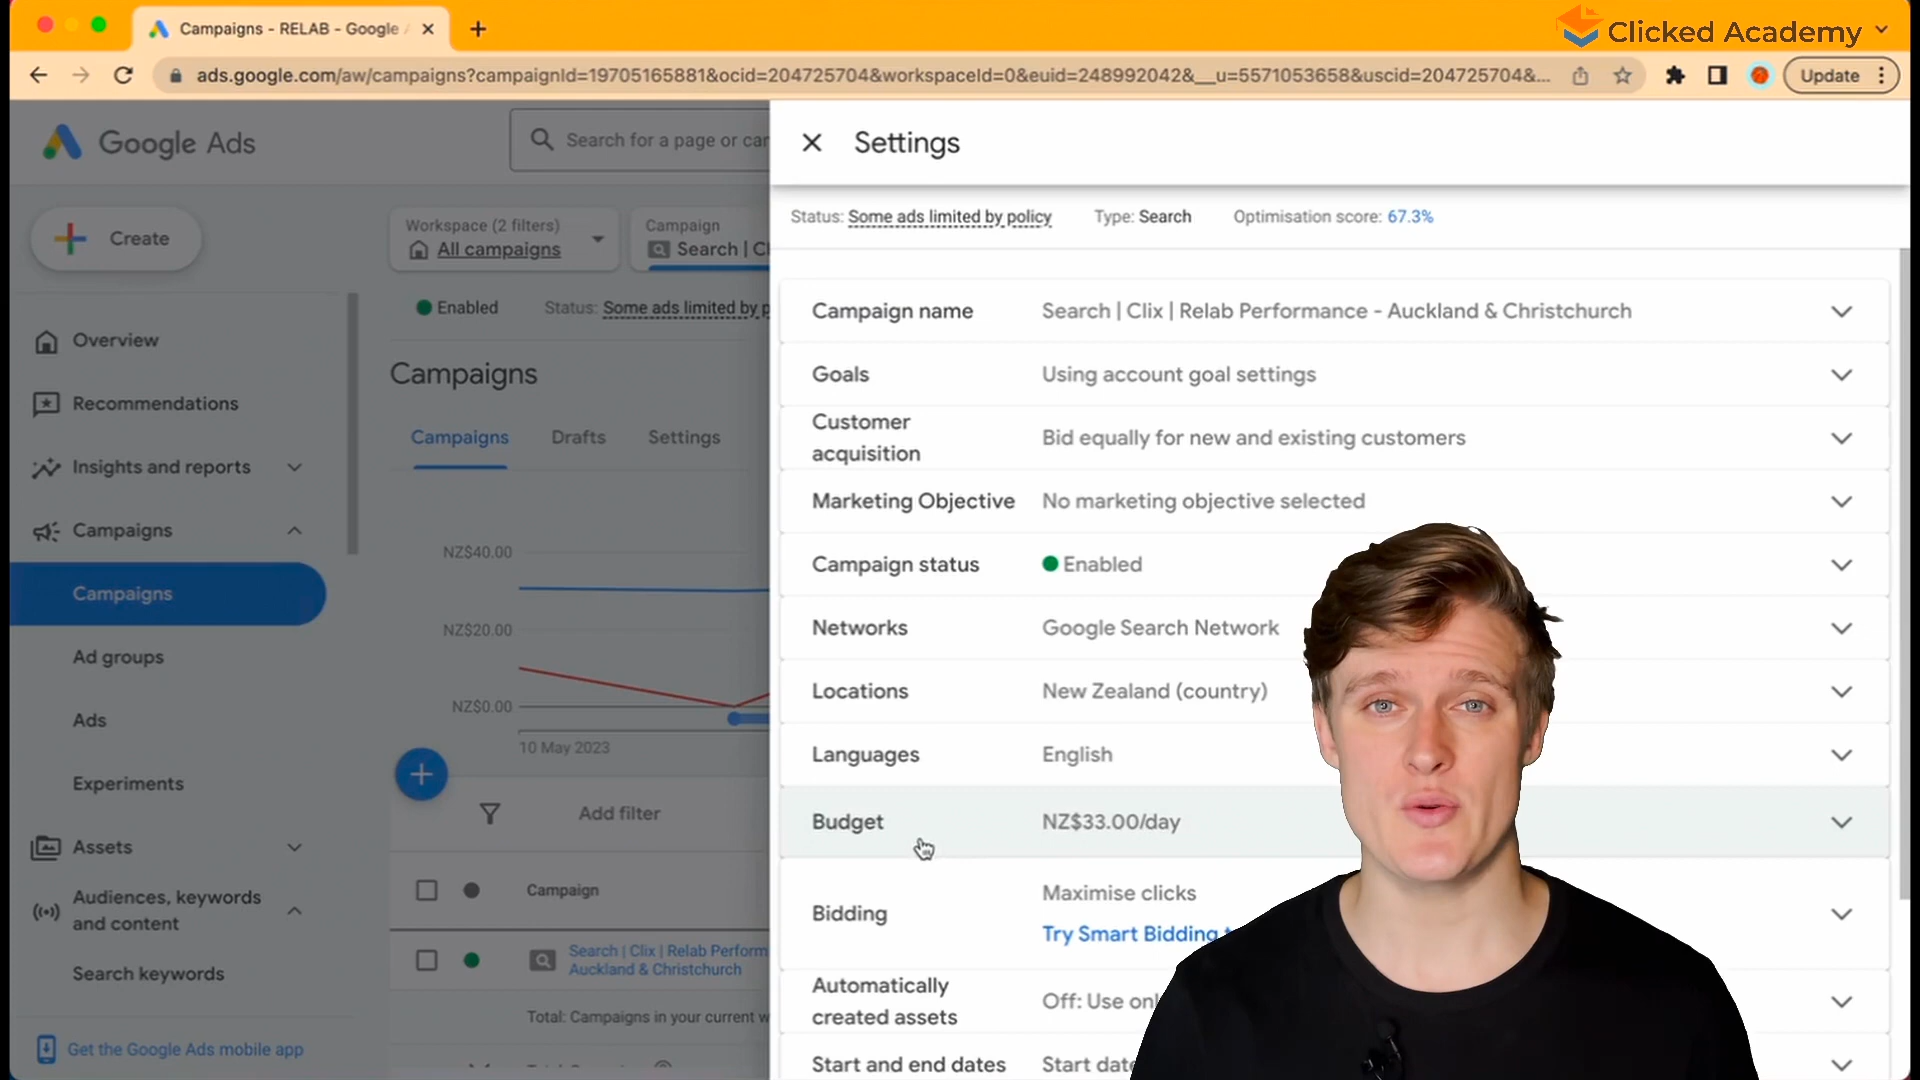 Campaigns - RELAB - Google
Clicked Academy
ads.google.com/aw/campaigns?campaignId=19705165881&ocid=204725704&workspaceId=0&euid=248992042&__u=5571053658&uscid=204725704&...
Update
Google Ads
Search for a page or ca
Create
Overview
Recommendations
Insights and reports
Campaigns
Campaigns
Ad groups
Ads
Experiments
Assets
Audiences, keywords
and content
Search keywords
Get the Google Ads mobile app
Workspace (2 filters)
All campaigns
Campaign
Search | Cl
Enabled
Status: Some ads limited by p
Campaigns
Campaigns
Drafts
Settings
NZ$40.00
NZ$20.00
NZ$0.00
10 May 2023
Add filter
Campaign
Search | Clix | Relab Perform
Auckland & Christchurch
Total: Campaigns in your current w
Settings
Status: Some ads limited by policy
Type: Search
Optimisation score: 67.3%
Campaign name
Search | Clix | Relab Performance - Auckland & Christchurch
Goals
Using account goal settings
Customer
acquisition
Bid equally for new and existing customers
Marketing Objective
No marketing objective selected
Campaign status
Enabled
Networks
Google Search Network
Locations
New Zealand (country)
Languages
English
Budget
NZ$33.00/day
Bidding
Maximise clicks
Try Smart Bidding
Automatically
created assets
Off: Use onl
Start and end dates
Start date